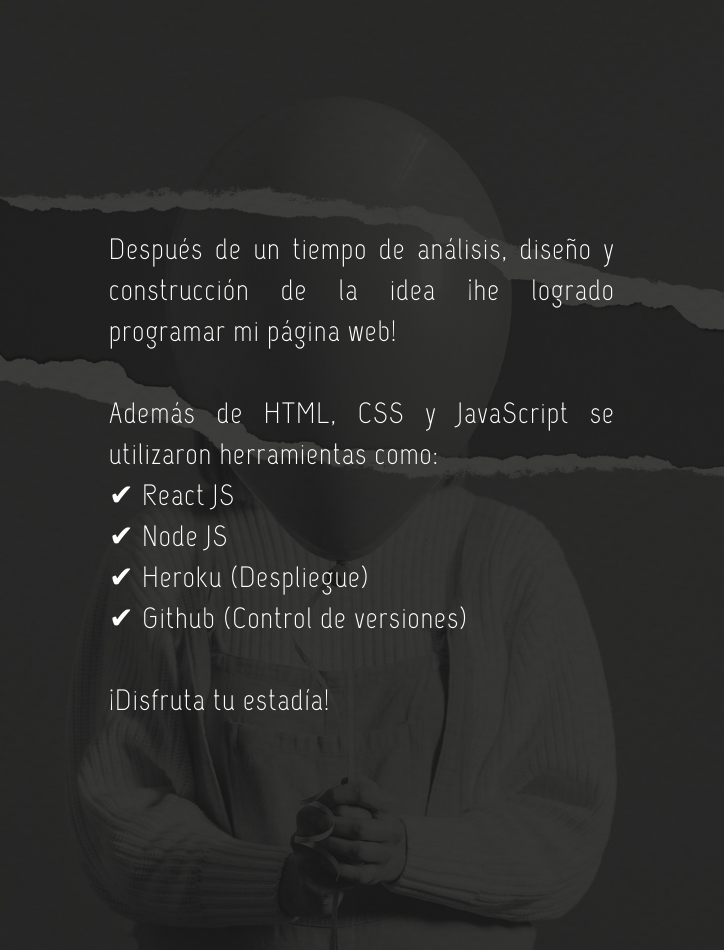 Después de un tiempo de análisis, diseño y
construcción de la idea ¡he logrado
programar mi página web!
Además de HTML, CSS y JavaScript se
utilizaron herramientas como:
✔ React JS
✔ Node JS
✔ Heroku (Despliegue)
✔ Github (Control de versiones)
¡Disfruta tu estadía!